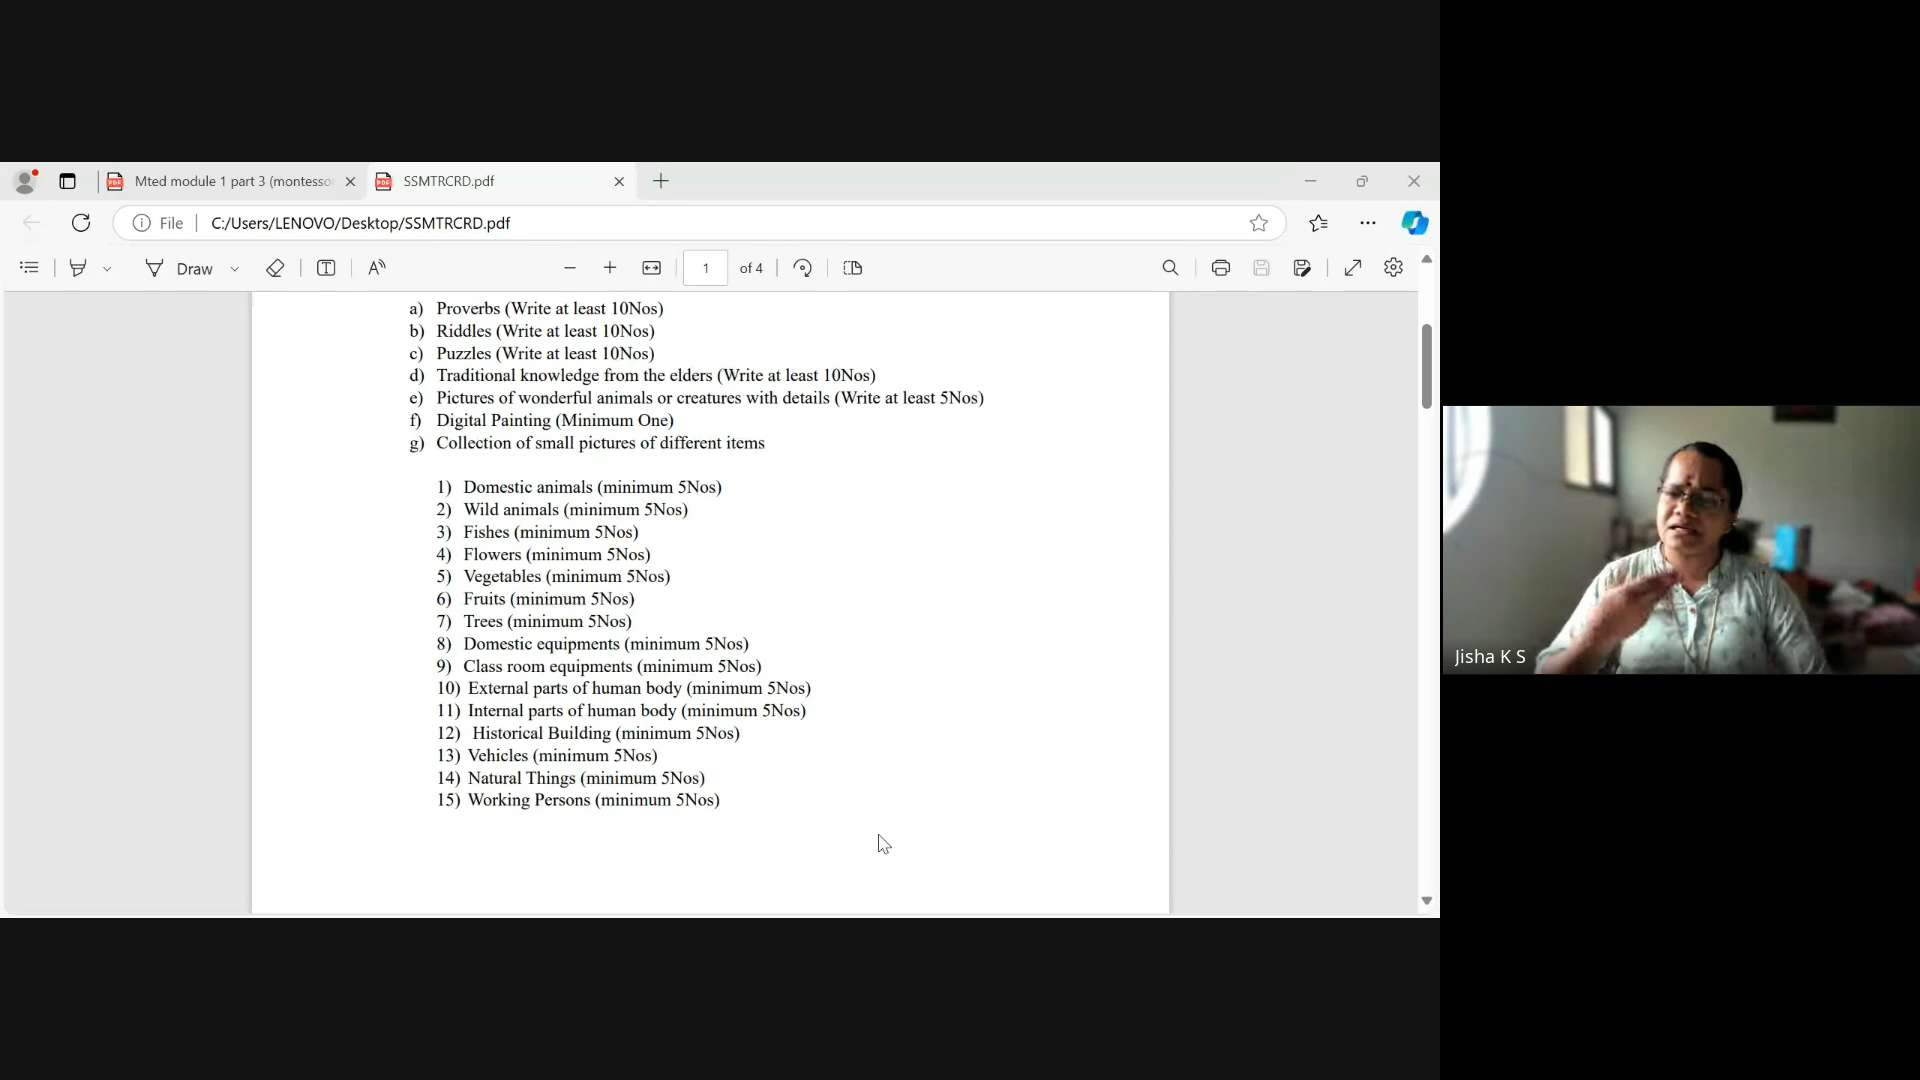 Mted module 1 part 3 (montesso
SSMTRCRD.pdf
File
C:/Users/LENOVO/Desktop/SSMTRCRD.pdf
Draw
1 of 4
a) Proverbs (Write at least 10Nos)
b) Riddles (Write at least 10Nos)
c) Puzzles (Write at least 10Nos)
d) Traditional knowledge from the elders (Write at least 10Nos)
e) Pictures of wonderful animals or creatures with details (Write at least 5Nos)
f) Digital Painting (Minimum One)
g) Collection of small pictures of different items
1) Domestic animals (minimum 5Nos)
2) Wild animals (minimum 5Nos)
3) Fishes (minimum 5Nos)
4) Flowers (minimum 5Nos)
5) Vegetables (minimum 5Nos)
6) Fruits (minimum 5Nos)
7) Trees (minimum 5Nos)
8) Domestic equipments (minimum 5Nos)
9) Class room equipments (minimum 5Nos)
10) External parts of human body (minimum 5Nos)
11) Internal parts of human body (minimum 5Nos)
12) Historical Building (minimum 5Nos)
13) Vehicles (minimum 5Nos)
14) Natural Things (minimum 5Nos)
15) Working Persons (minimum 5Nos)
Jisha K S